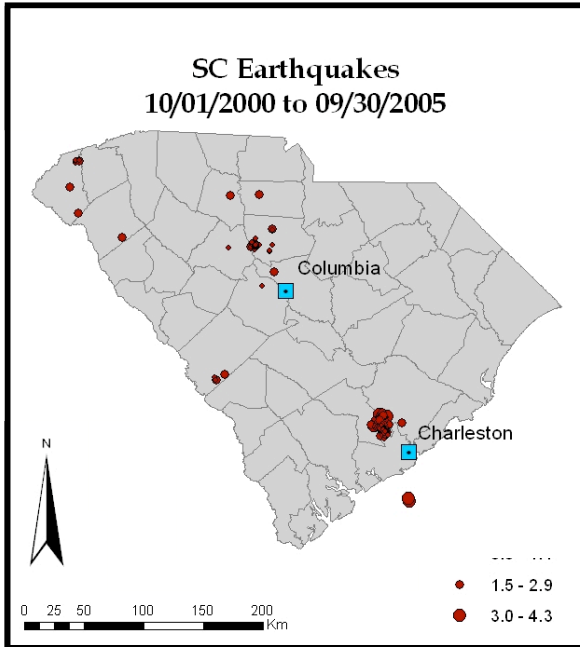 SC Earthquakes
10/01/2000 to 09/30/2005
Columbia
Charleston
N
1.5 - 2.9
3.0 - 4.3
0 25 50 100 150 200
Km